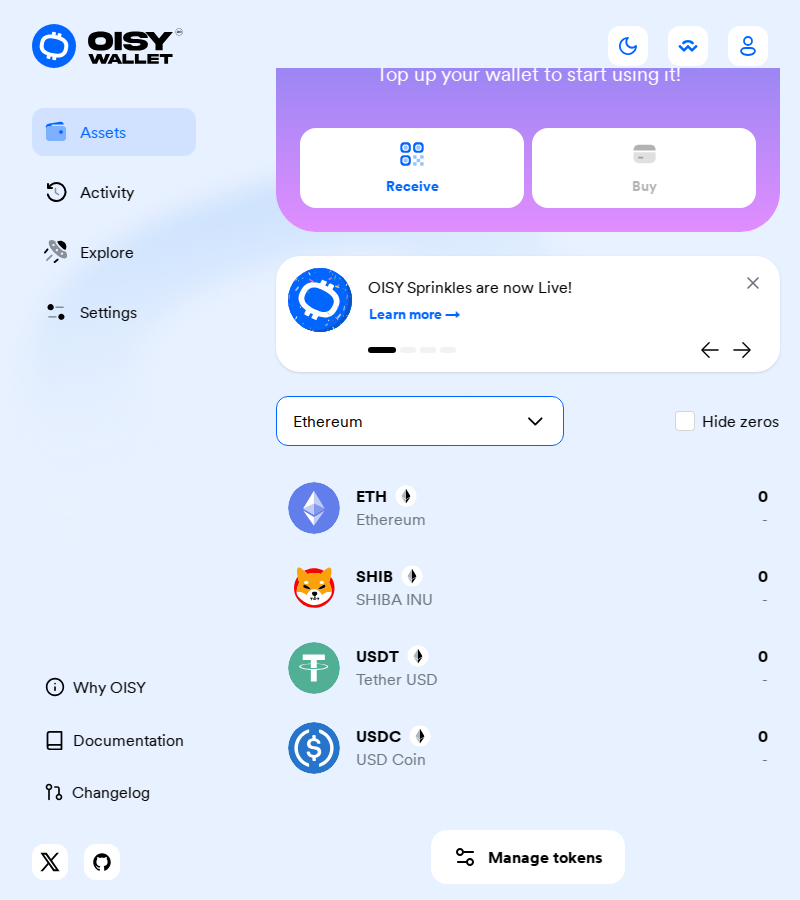 OISY
WALLET
Assets
Activity
Explore
Settings
Why OISY
Documentation
Changelog
Top up your wallet to start using it!
Receive
Buy
OISY Sprinkles are now Live!
Learn more →
Ethereum
Hide zeros
ETH
0
Ethereum
-
SHIB
0
SHIBA INU
-
USDT
0
Tether USD
-
USDC
0
USD Coin
-
Manage tokens